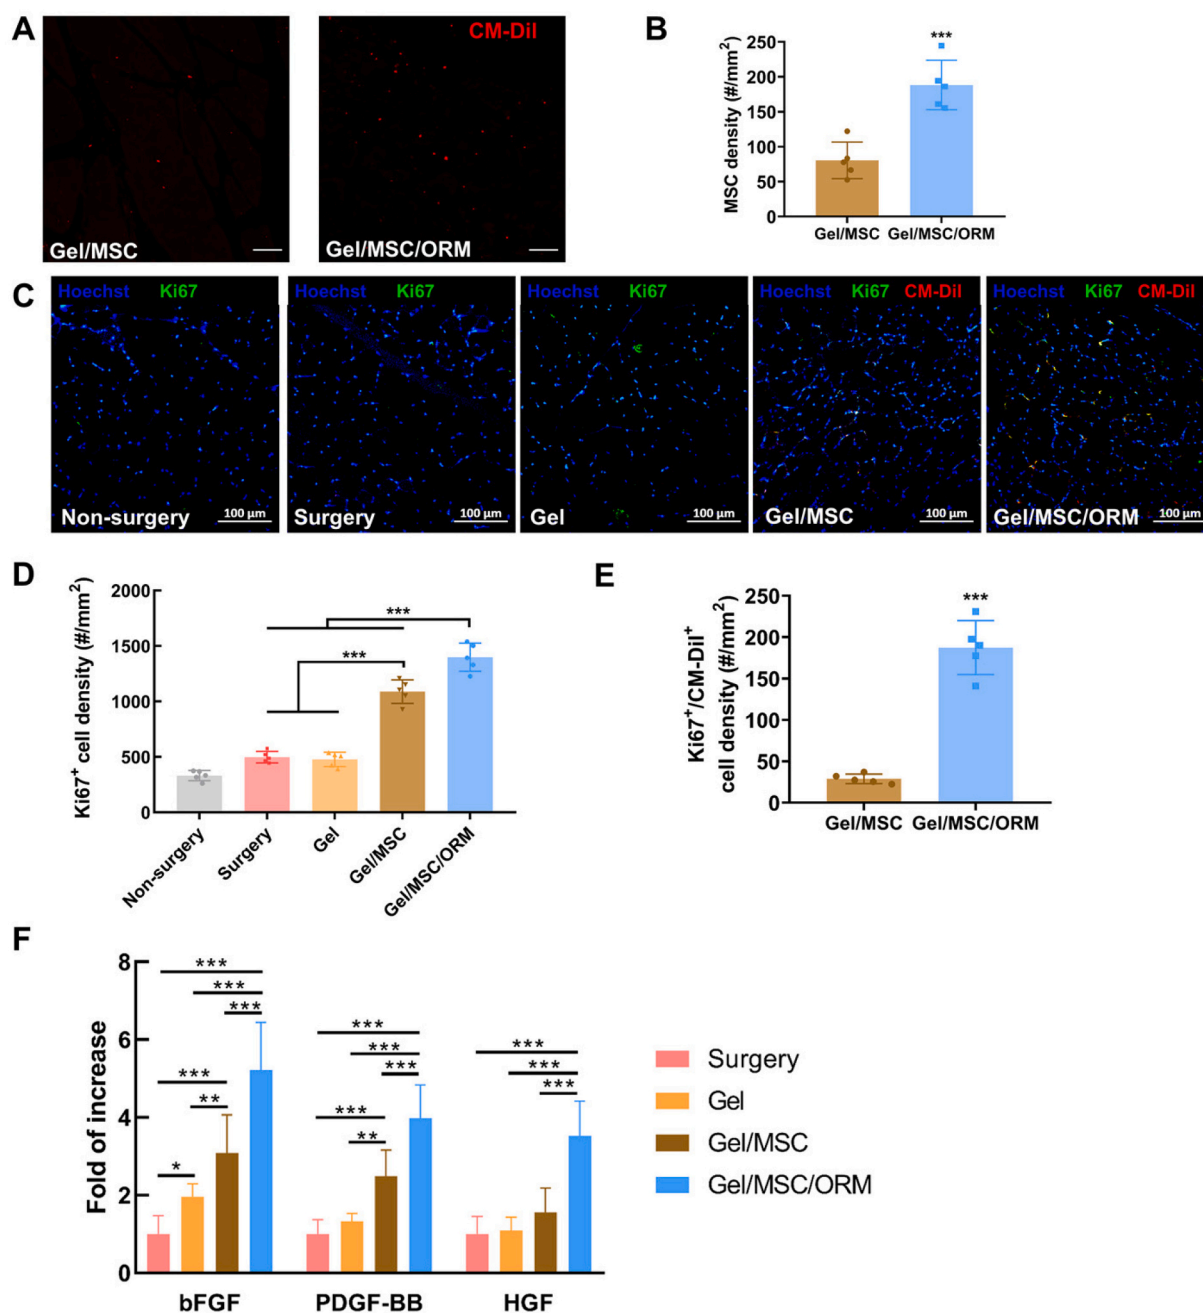 A
CM-Dil
Gel/MSC
Gel/MSC/ORM
B
MSC density (#/mm²)
250
200
150
100
50
0
***
Gel/MSC Gel/MSC/ORM
C
Hoechst Ki67
Non-surgery
100 µm
Hoechst Ki67
Surgery
100 µm
Hoechst Ki67
Gel
100 µm
Hoechst Ki67 CM-Dil
Gel/MSC
100 µm
Hoechst Ki67 CM-Dil
Gel/MSC/ORM
100 µm
D
Ki67⁺ cell density (#/mm²)
2000
1500
1000
500
0
***
***
Non-surgery
Surgery
Gel
Gel/MSC
Gel/MSC/ORM
E
Ki67⁺/CM-Dil⁺
cell density (#/mm²)
250
200
150
100
50
0
***
Gel/MSC Gel/MSC/ORM
F
Fold of increase
8
6
4
2
0
***
***
***
***
**
*
***
***
***
***
**
***
***
***
bFGF PDGF-BB HGF
Surgery
Gel
Gel/MSC
Gel/MSC/ORM